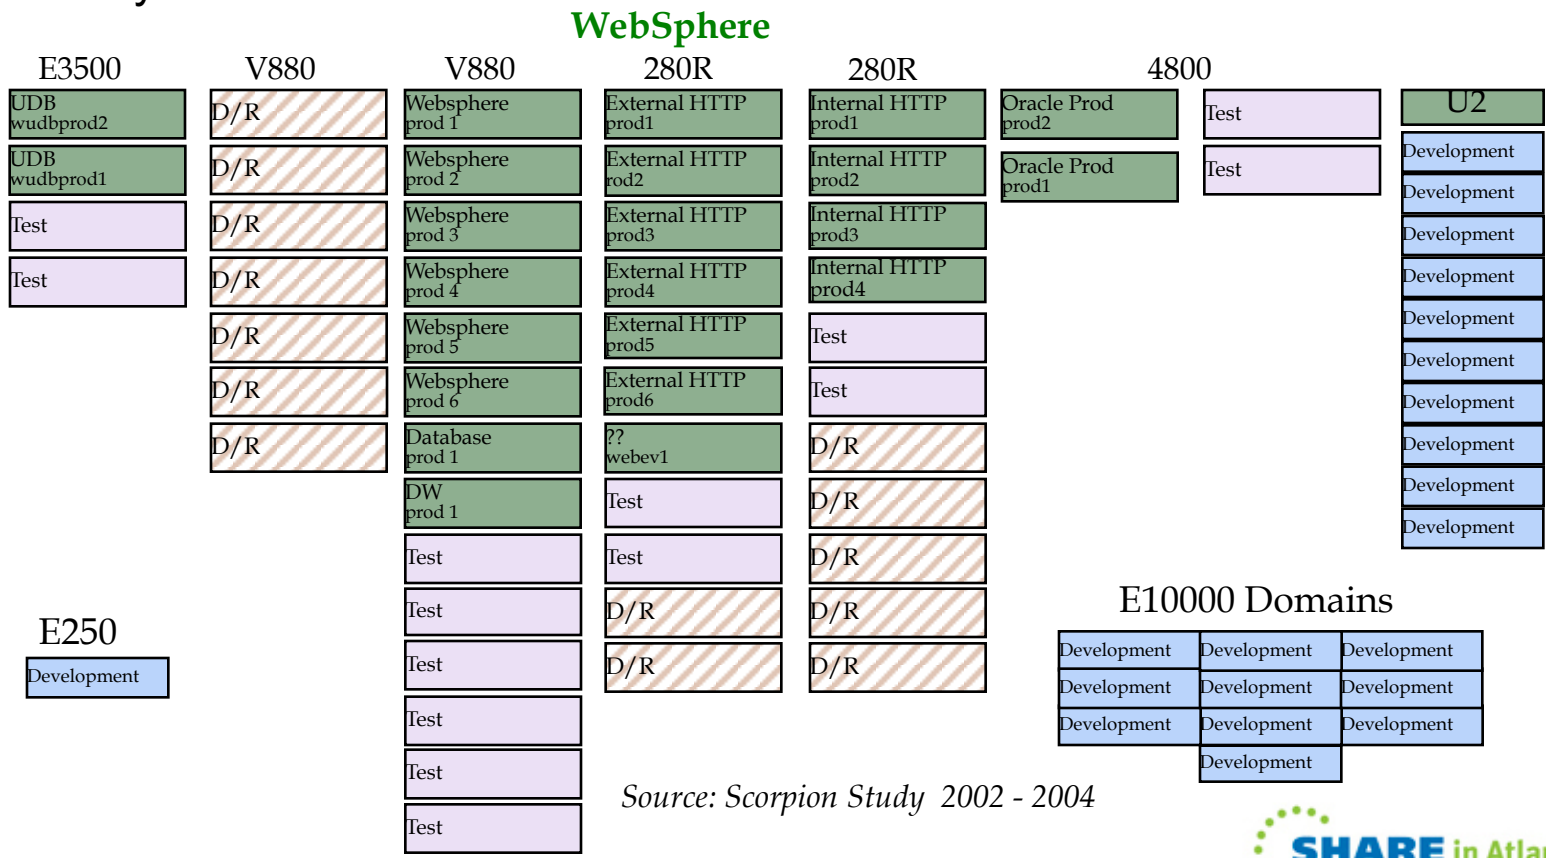 WebSphere
E3500
UDB
wudbprod2
UDB
wudbprod1
Test
Test
E250
Development
V880
D/R
D/R
D/R
D/R
D/R
D/R
D/R
V880
Websphere
prod 1
Websphere
prod 2
Websphere
prod 3
Websphere
prod 4
Websphere
prod 5
Websphere
prod 6
Database
prod 1
DW
prod 1
Test
Test
Test
Test
Test
Test
280R
External HTTP
prod1
External HTTP
rod2
External HTTP
prod3
External HTTP
prod4
External HTTP
prod5
External HTTP
prod6
??
webev1
Test
Test
D/R
D/R
280R
Internal HTTP
prod1
Internal HTTP
prod2
Internal HTTP
prod3
Internal HTTP
prod4
Test
Test
D/R
D/R
D/R
D/R
D/R
4800
Oracle Prod
prod2
Oracle Prod
prod1
Test
Test
U2
Development
Development
Development
Development
Development
Development
Development
Development
Development
Development
E10000 Domains
Development Development Development
Development Development Development
Development Development Development
Development
Source: Scorpion Study 2002 - 2004
SHARE in Atla